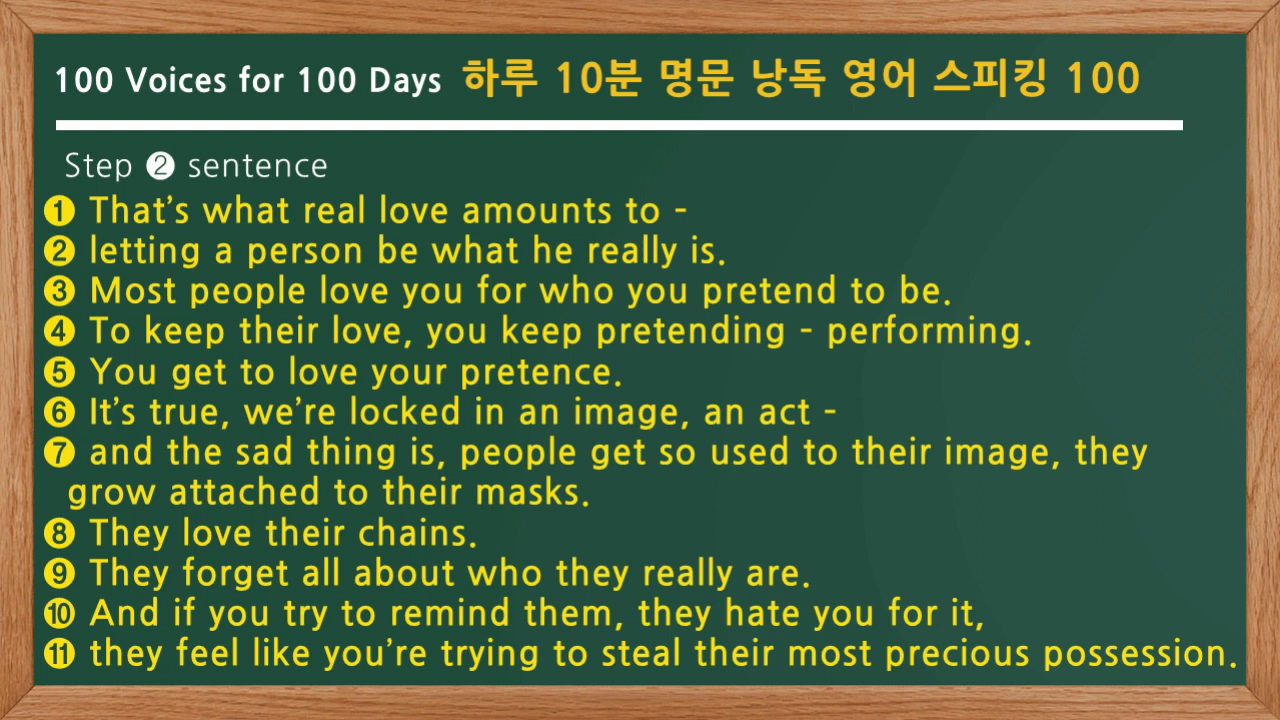 100 Voices for 100 Days 하루 10분 명문 낭독 영어 스피킹 100
Step ❷ sentence
❶ That’s what real love amounts to -
❷ letting a person be what he really is.
❸ Most people love you for who you pretend to be.
❹ To keep their love, you keep pretending - performing.
❺ You get to love your pretence.
❻ It’s true, we’re locked in an image, an act -
❼ and the sad thing is, people get so used to their image, they
grow attached to their masks.
❽ They love their chains.
❾ They forget all about who they really are.
❿ And if you try to remind them, they hate you for it,
⓫ they feel like you’re trying to steal their most precious possession.